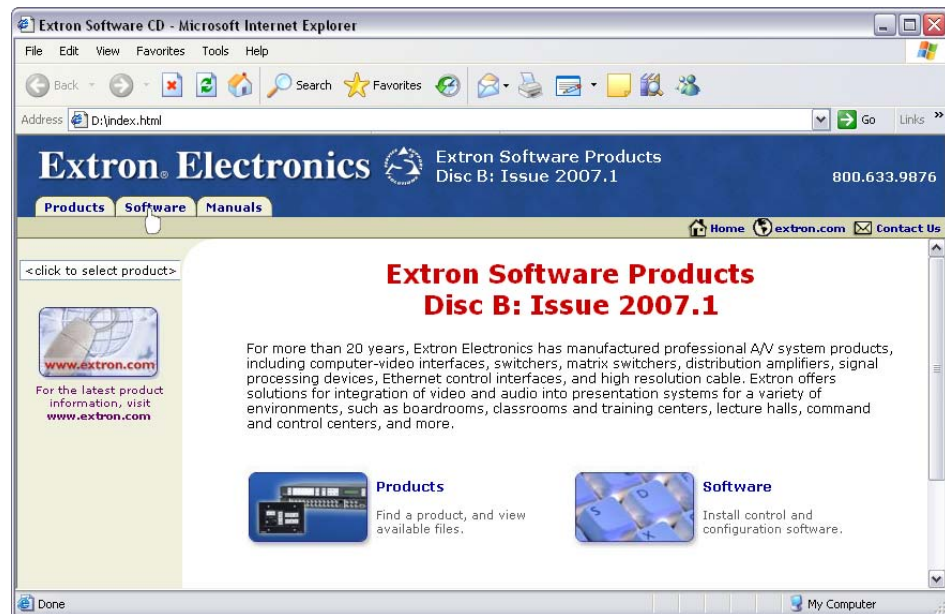 Extron Software CD - Microsoft Internet Explorer
File Edit View Favorites Tools Help
Back Search Favorites
Address D:\index.html Go Links »
Extron® Electronics
Extron Software Products
Disc B: Issue 2007.1
800.633.9876
Products Software Manuals
Home extron.com Contact Us
<click to select product>
www.extron.com
For the latest product
information, visit
www.extron.com
Extron Software Products
Disc B: Issue 2007.1
For more than 20 years, Extron Electronics has manufactured professional A/V system products,
including computer-video interfaces, switchers, matrix switchers, distribution amplifiers, signal
processing devices, Ethernet control interfaces, and high resolution cable. Extron offers
solutions for integration of video and audio into presentation systems for a variety of
environments, such as boardrooms, classrooms and training centers, lecture halls, command
and control centers, and more.
Products
Find a product, and view
available files.
S D X
Software
Install control and
configuration software.
Done My Computer